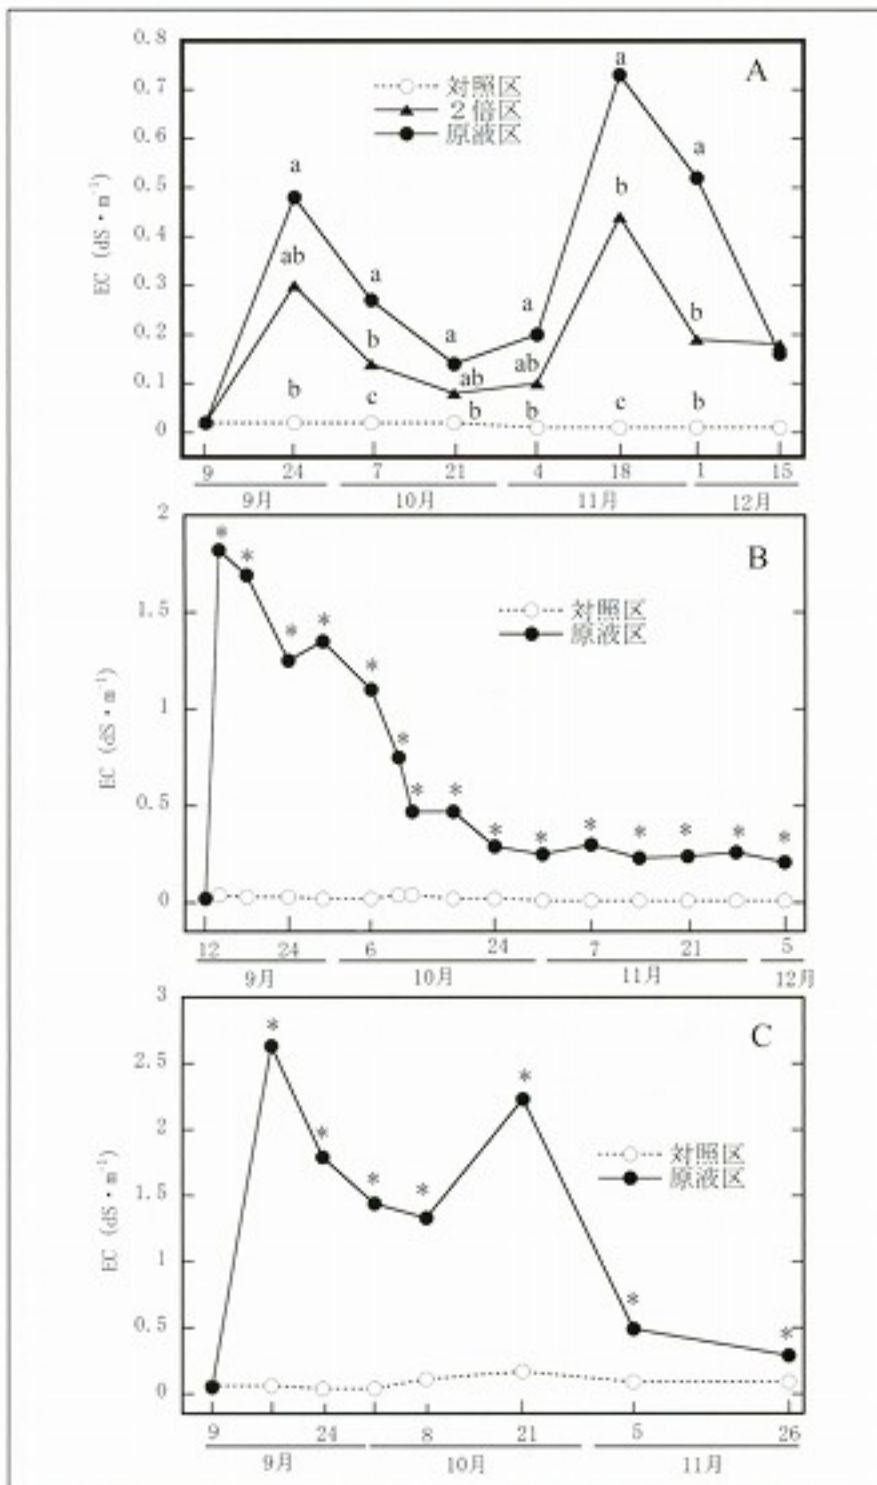 0.8
0.7
0.6
0.5
0.4
0.3
0.2
0.1
0
EC (dS・m⁻¹)
A
対照区
2倍区
原液区
a
ab
b
a
b
c
a
ab
b
a
ab
b
a
b
c
a
b
b
9 24 7 21 4 18 1 15
9月 10月 11月 12月
2
1.5
1
0.5
0
EC (dS・m⁻¹)
B
対照区
原液区
* * * * * * * * * * * * * * *
12 24 6 24 7 21 5
9月 10月 11月 12月
3
2.5
2
1.5
1
0.5
0
EC (dS・m⁻¹)
C
対照区
原液区
* * * * * * *
9 24 8 21 5 26
9月 10月 11月